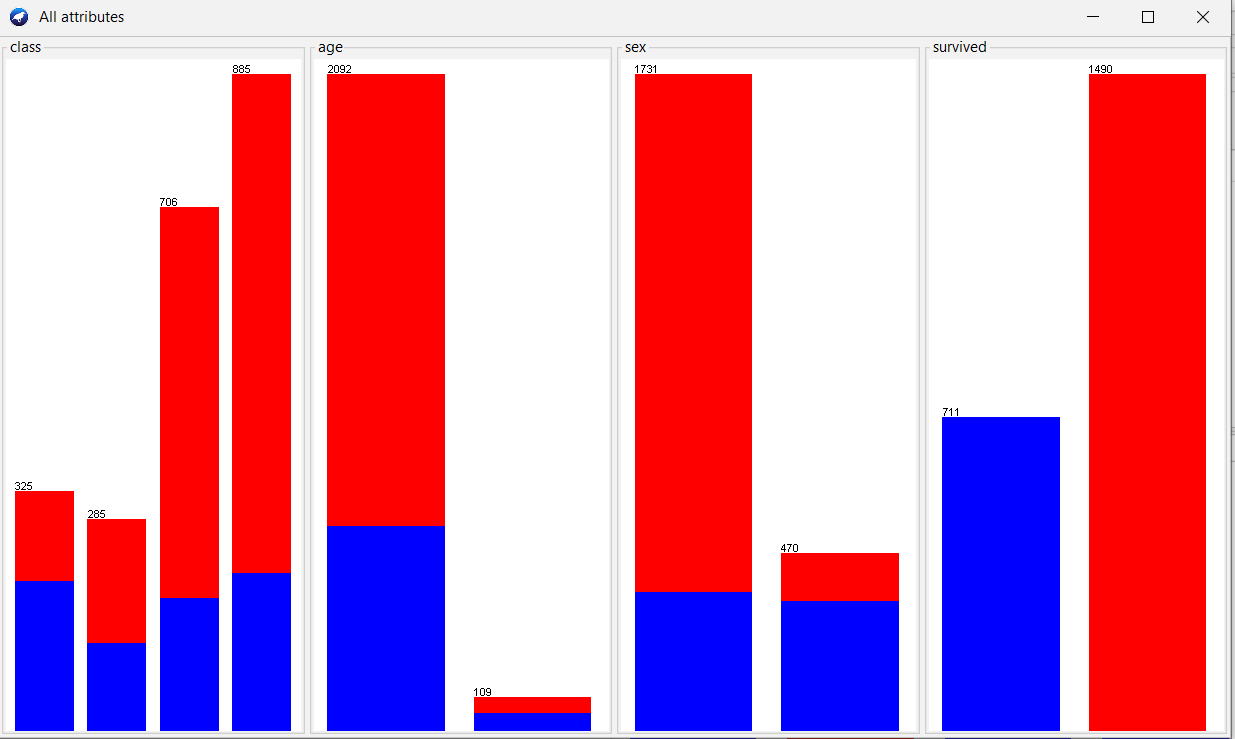 All attributes
class
age
sex
survived
325
285
706
885
2092
109
1731
470
711
1490